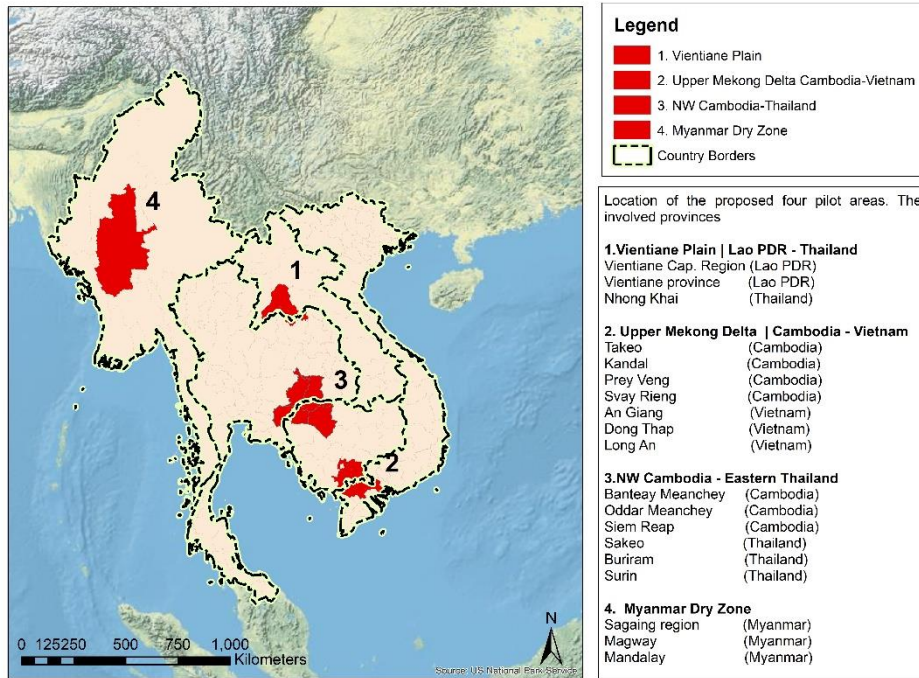 4
1
3
2
0 125250 500 750 1,000
Kilometers
N
Source: US National Park Service
Legend
1. Vientiane Plain
2. Upper Mekong Delta Cambodia-Vietnam
3. NW Cambodia-Thailand
4. Myanmar Dry Zone
Country Borders
Location of the proposed four pilot areas. The
involved provinces
1.Vientiane Plain | Lao PDR - Thailand
Vientiane Cap. Region (Lao PDR)
Vientiane province (Lao PDR)
Nhong Khai (Thailand)
2. Upper Mekong Delta | Cambodia - Vietnam
Takeo (Cambodia)
Kandal (Cambodia)
Prey Veng (Cambodia)
Svay Rieng (Cambodia)
An Giang (Vietnam)
Dong Thap (Vietnam)
Long An (Vietnam)
3.NW Cambodia - Eastern Thailand
Banteay Meanchey (Cambodia)
Oddar Meanchey (Cambodia)
Siem Reap (Cambodia)
Sakeo (Thailand)
Buriram (Thailand)
Surin (Thailand)
4. Myanmar Dry Zone
Sagaing region (Myanmar)
Magway (Myanmar)
Mandalay (Myanmar)